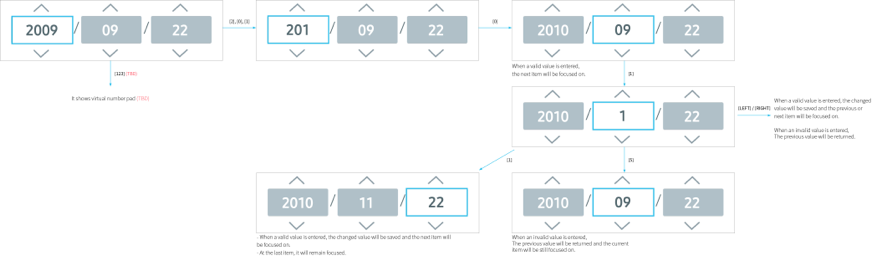 2009 / 09 / 22
[2], [0], [1]
201 / 09 / 22
[0]
2010 / 09 / 22
[123] (TBD)
It shows virtual number pad (TBD)
When a valid value is entered,
the next item will be focused on.
[1]
2010 / 1 / 22
[LEFT] / [RIGHT]
When a valid value is entered, the changed
value will be saved and the previous or
next item will be focused on.
When an invalid value is entered,
The previous value will be returned.
[1]
[5]
2010 / 11 / 22
- When a valid value is entered, the changed value will be saved and the next item will
be focused on.
- At the last item, it will remain focused.
2010 / 09 / 22
When an invalid value is entered,
The previous value will be returned and the current
item will be still focused on.